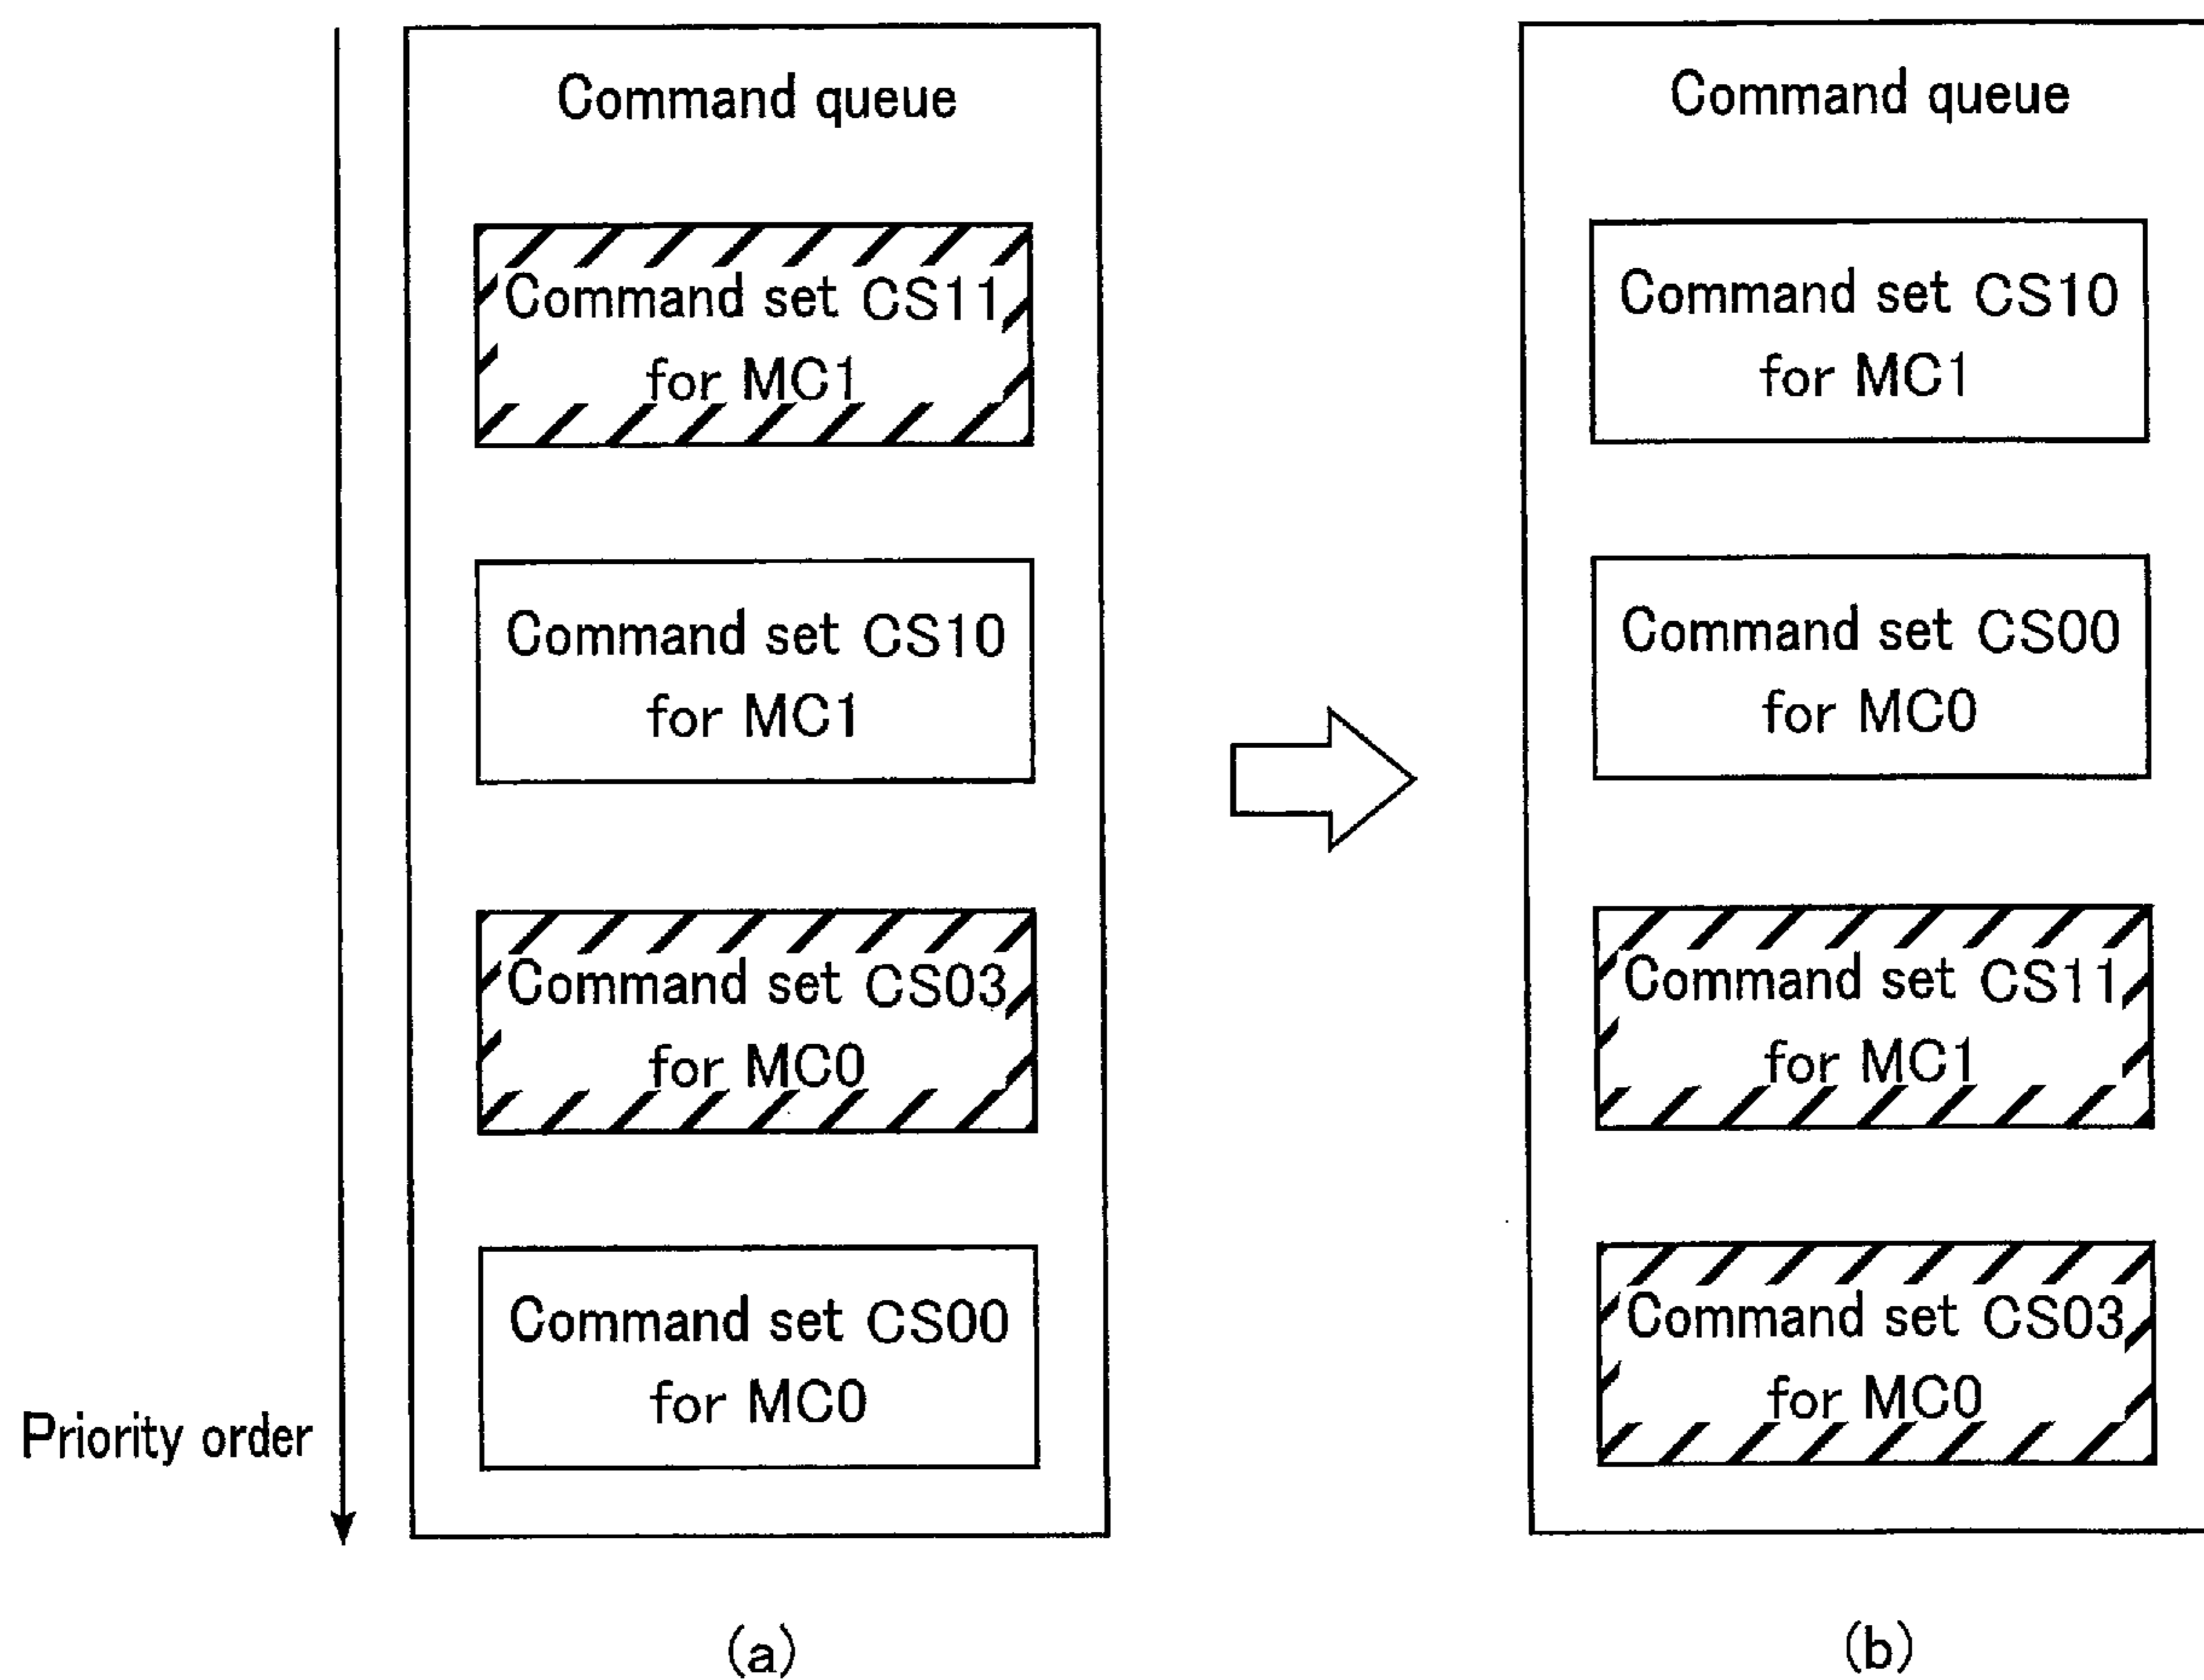 Command queue
Command set CS11
for MC1
Command set CS10
for MC1
Command set CS03
for MC0
Command set CS00
for MC0
Priority order
(a)
Command queue
Command set CS10
for MC1
Command set CS00
for MC0
Command set CS11
for MC1
Command set CS03
for MC0
(b)